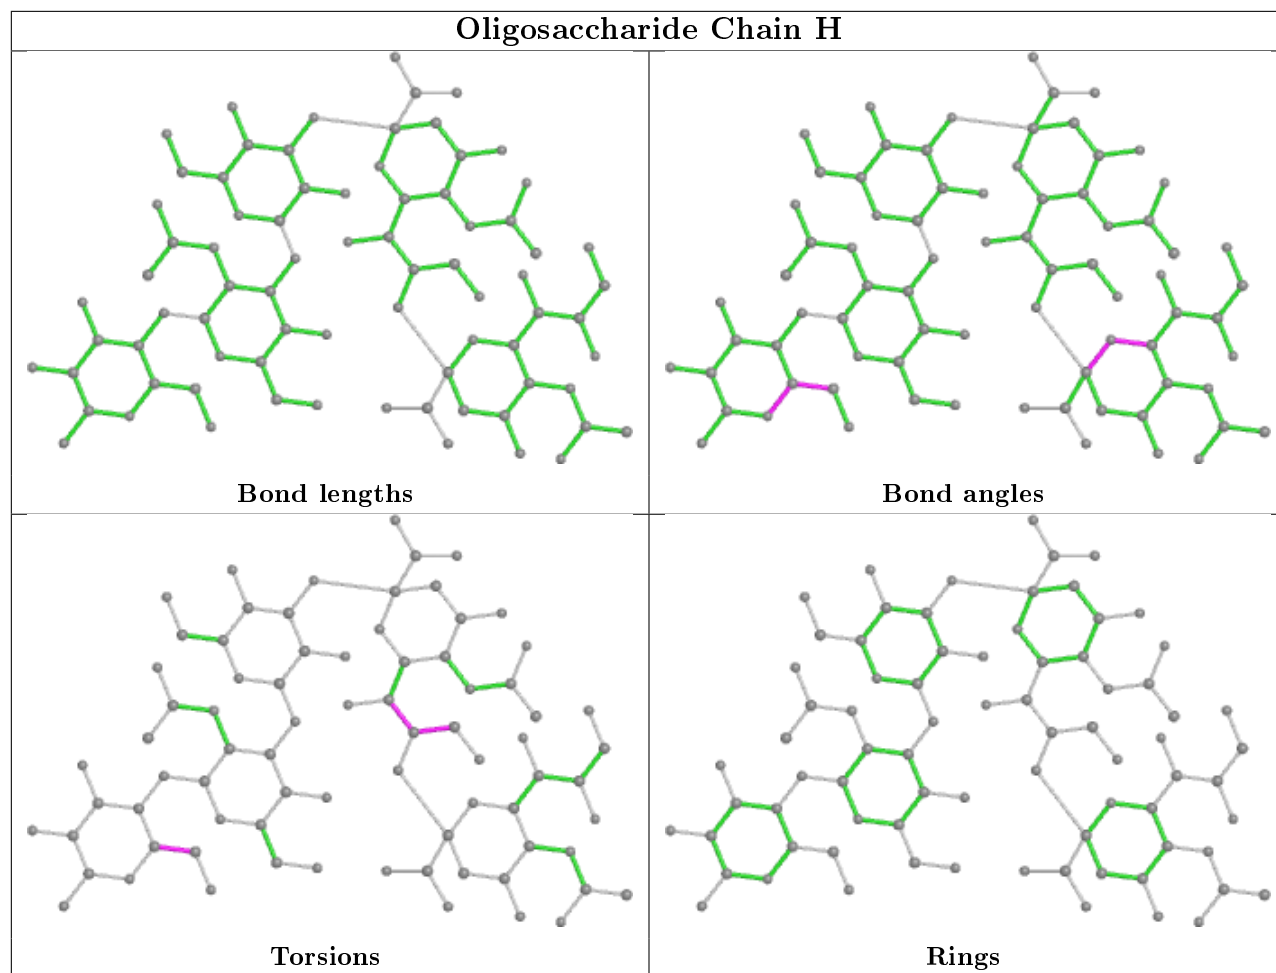 Oligosaccharide Chain H
Bond lengths
Bond angles
Torsions
Rings